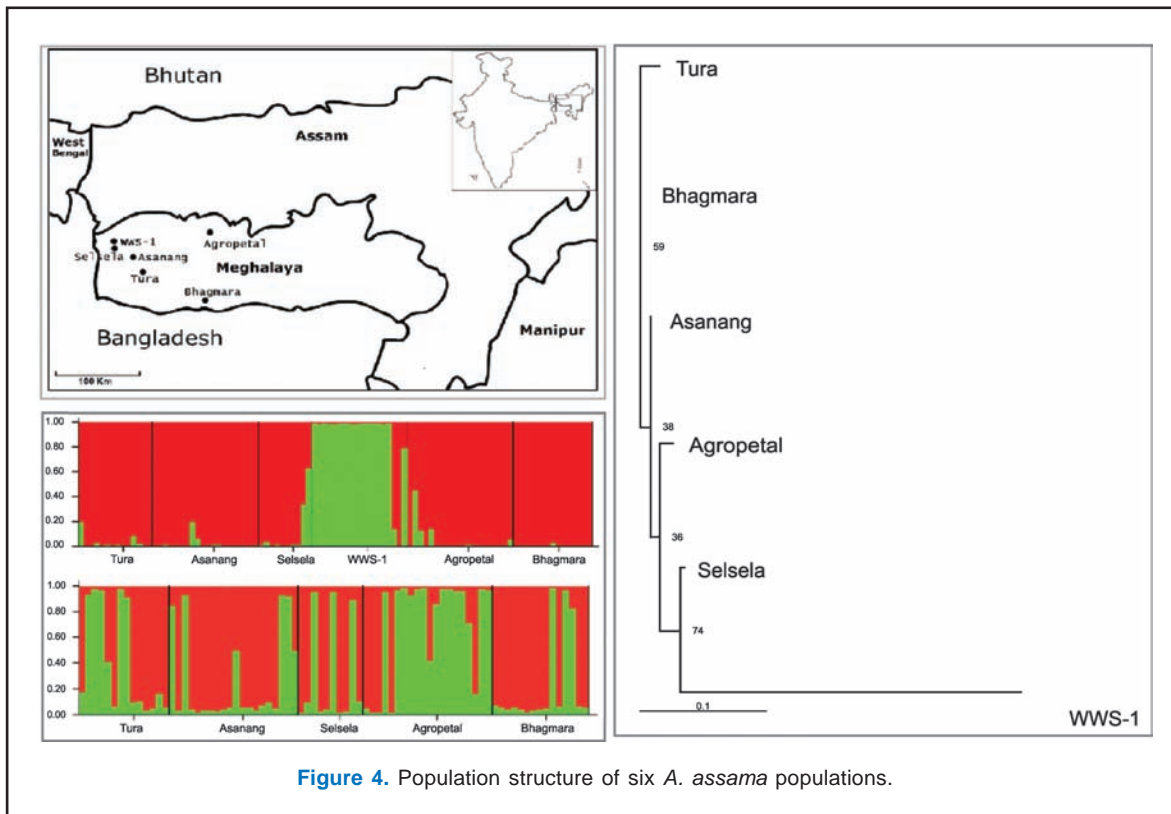 Bhutan
Assam
West
Bengal
WWS-1
Selsela
Asanang
Tura
Agropetal
Meghalaya
Bhagmara
Bangladesh
Manipur
100 Km
1.00
0.80
0.60
0.40
0.20
0.00
Tura
Asanang
Selsela
WWS-1
Agropetal
Bhagmara
1.00
0.80
0.60
0.40
0.20
0.00
Tura
Asanang
Selsela
Agropetal
Bhagmara
Tura
Bhagmara
59
Asanang
38
Agropetal
36
Selsela
74
0.1
WWS-1
Figure 4. Population structure of six A. assama populations.